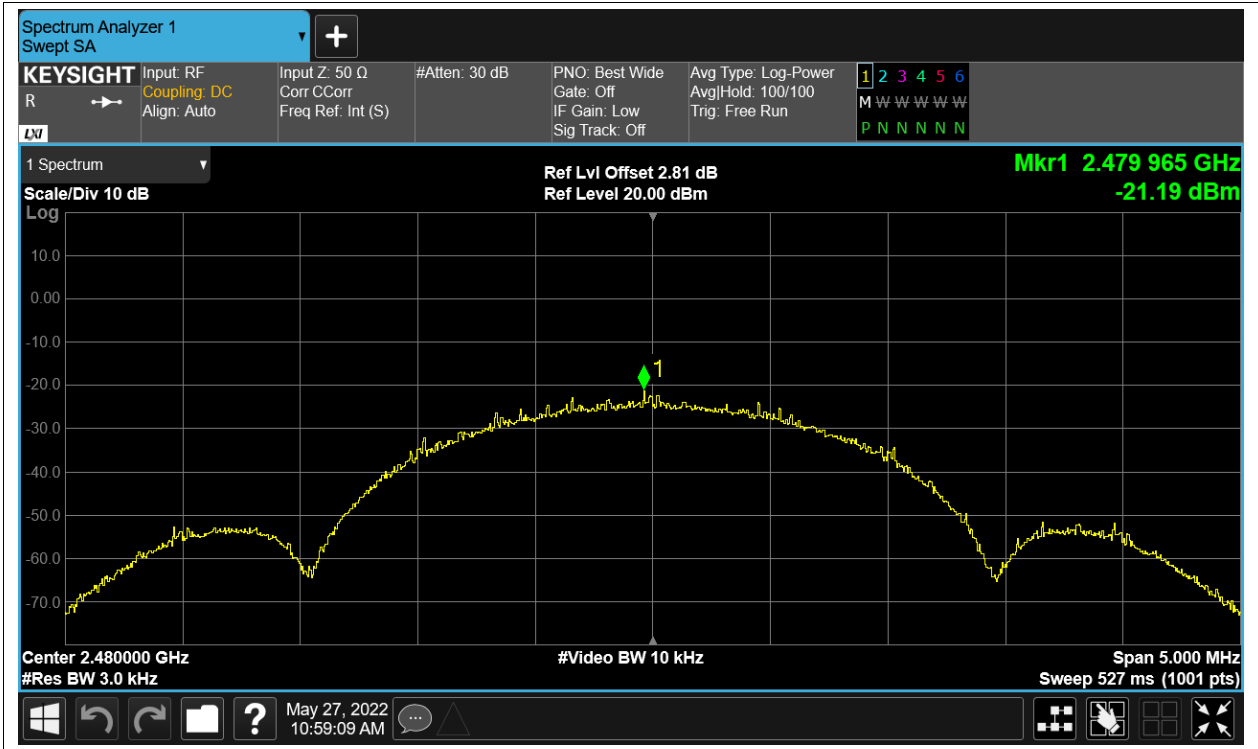 Spectrum Analyzer 1
Swept SA
+
KEYSIGHT
R
LXI
Input: RF
Coupling: DC
Align: Auto
Input Z: 50 Ω
Corr CCorr
Freq Ref: Int (S)
#Atten: 30 dB
PNO: Best Wide
Gate: Off
IF Gain: Low
Sig Track: Off
Avg Type: Log-Power
Avg|Hold: 100/100
Trig: Free Run
1 2 3 4 5 6
M W W W W W
P N N N N N
1 Spectrum
Scale/Div 10 dB
Log
Ref Lvl Offset 2.81 dB
Ref Level 20.00 dBm
Mkr1 2.479 965 GHz
-21.19 dBm
10.0
0.00
-10.0
1
-20.0
-30.0
-40.0
-50.0
-60.0
-70.0
Center 2.480000 GHz
#Res BW 3.0 kHz
#Video BW 10 kHz
Span 5.000 MHz
Sweep 527 ms (1001 pts)
?
May 27, 2022
10:59:09 AM